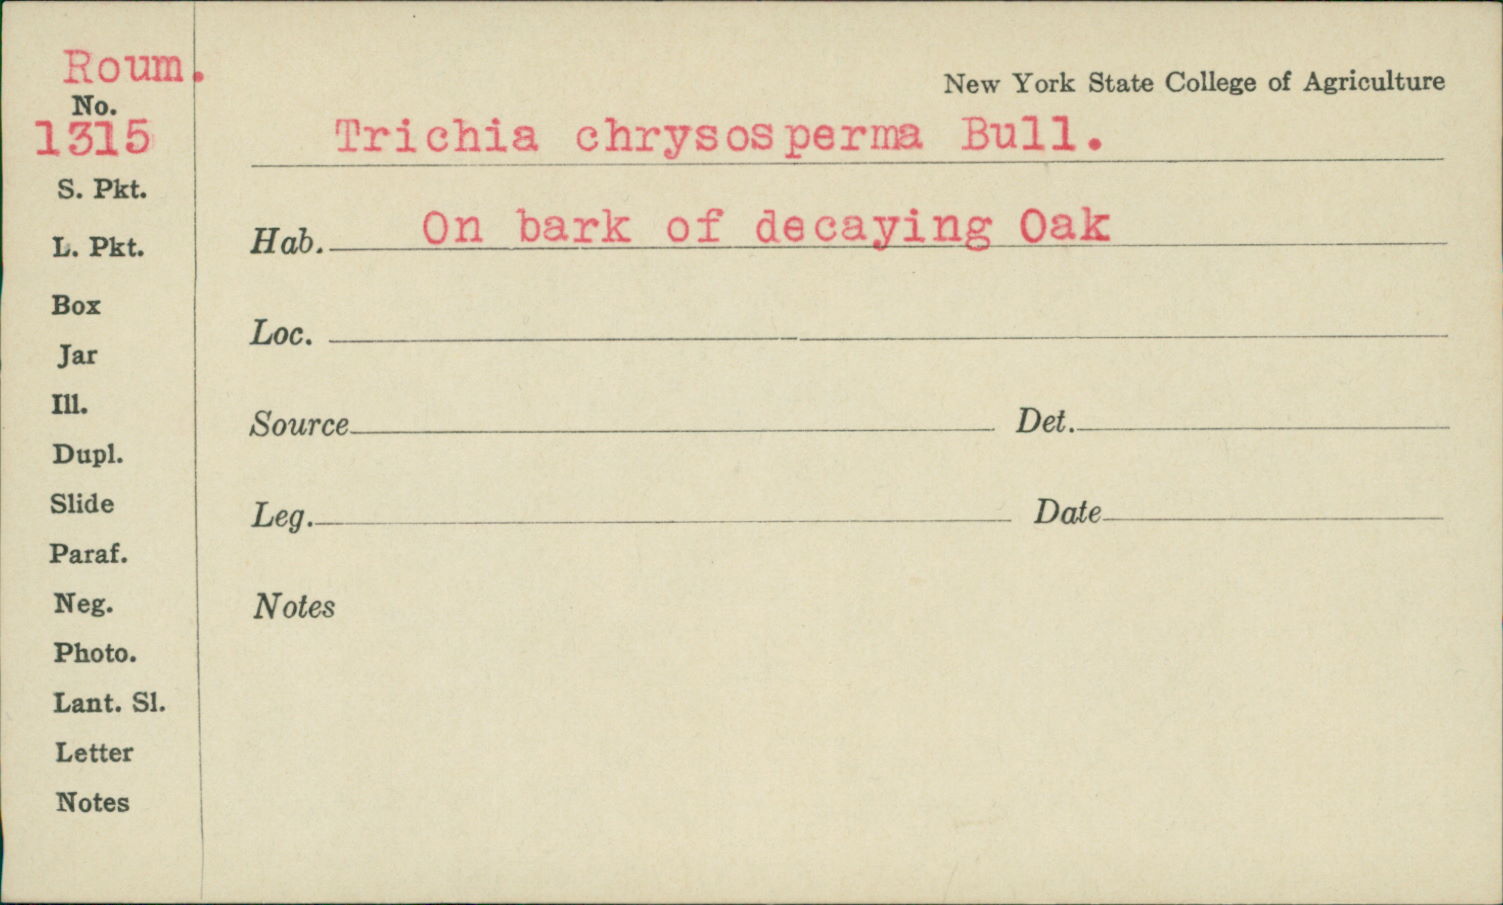 Roum.
No.
1315
S. Pkt.
L. Pkt.
Box
Jar
Ill.
Dupl.
Slide
Paraf.
Neg.
Photo.
Lant. Sl.
Letter
Notes
New York State College of Agriculture
Trichia chrysosperma Bull.
Hab. On bark of decaying Oak
Loc.
Source Det.
Leg. Date
Notes